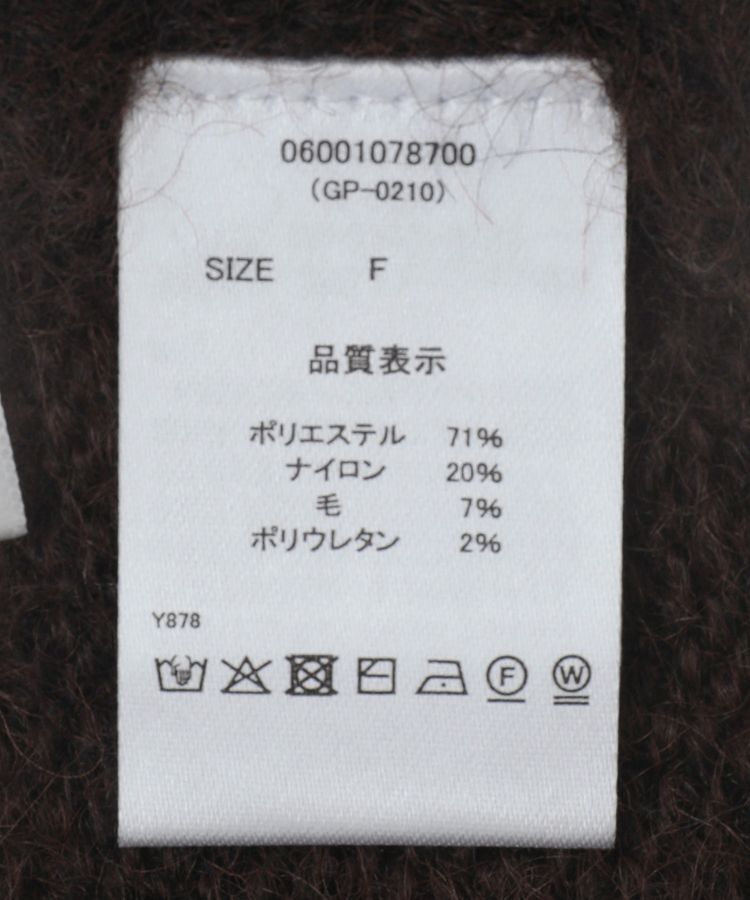 06001078700
(GP-0210)
SIZE F
品質表示
ポリエステル 71%
ナイロン 20%
毛 7%
ポリウレタン 2%
Y878
F W